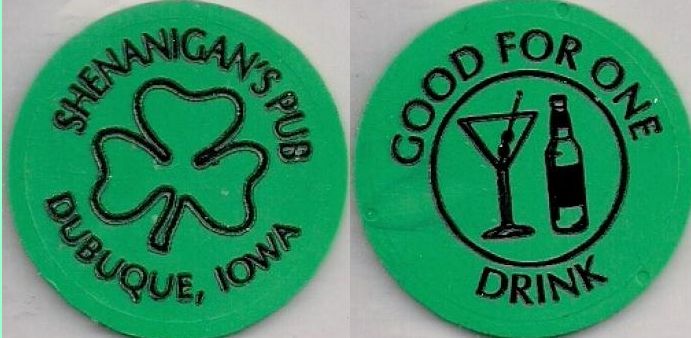 SHENANIGAN'S PUB
DUBUQUE, IOWA
GOOD FOR ONE
DRINK